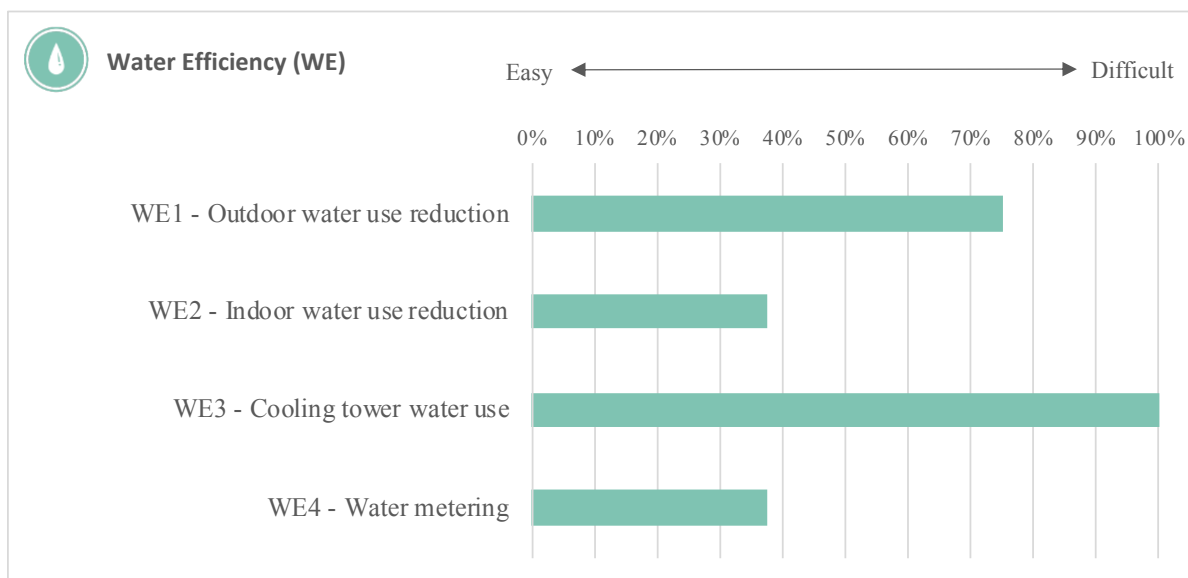 Water Efficiency (WE)
Easy Difficult
0% 10% 20% 30% 40% 50% 60% 70% 80% 90% 100%
WE1 - Outdoor water use reduction
WE2 - Indoor water use reduction
WE3 - Cooling tower water use
WE4 - Water metering